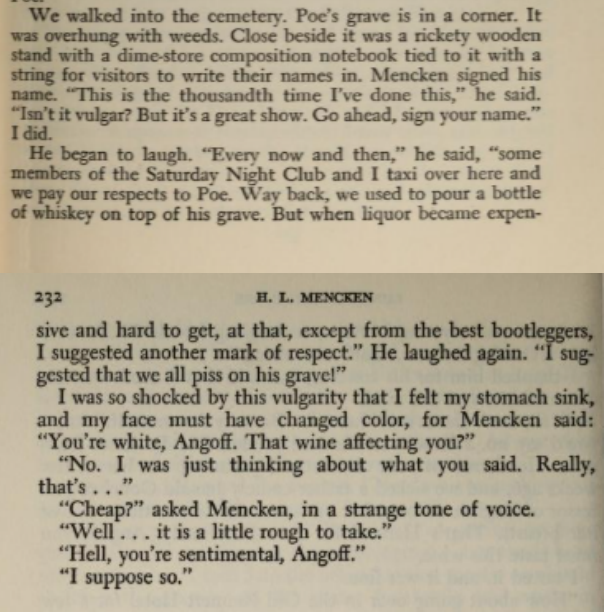 We walked into the cemetery. Poe's grave is in a corner. It
was overhung with weeds. Close beside it was a rickety wooden
stand with a dime-store composition notebook tied to it with a
string for visitors to write their names in. Mencken signed his
name. “This is the thousandth time I've done this,” he said.
“Isn't it vulgar? But it's a great show. Go ahead, sign your name.”
I did.
He began to laugh. “Every now and then,” he said, “some
members of the Saturday Night Club and I taxi over here and
we pay our respects to Poe. Way back, we used to pour a bottle
of whiskey on top of his grave. But when liquor became expen-
232 H. L. MENCKEN
sive and hard to get, at that, except from the best bootleggers,
I suggested another mark of respect.” He laughed again. “I sug-
gested that we all piss on his grave!”
I was so shocked by this vulgarity that I felt my stomach sink,
and my face must have changed color, for Mencken said:
“You're white, Angoff. That wine affecting you?”
“No. I was just thinking about what you said. Really,
that's . . .”
“Cheap?” asked Mencken, in a strange tone of voice.
“Well . . . it is a little rough to take.”
“Hell, you're sentimental, Angoff.”
“I suppose so.”